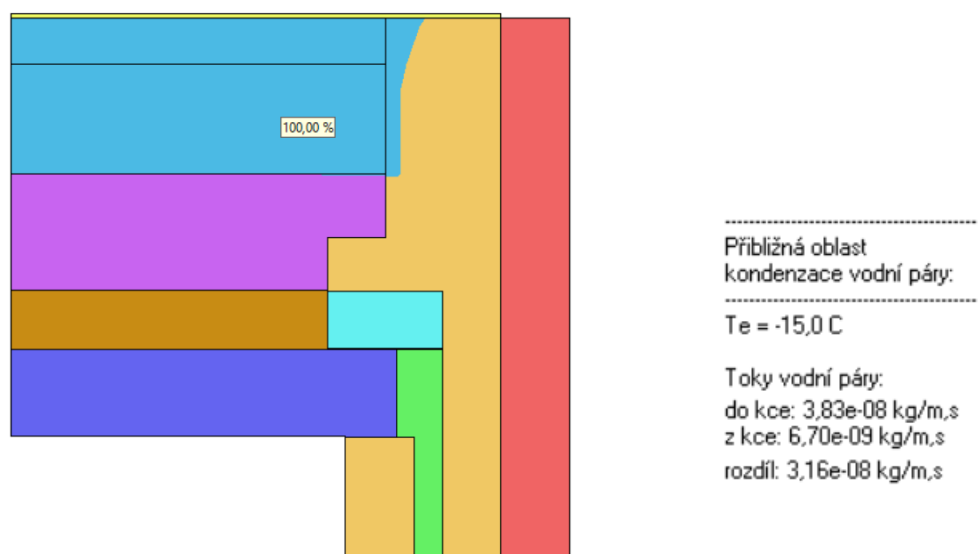 100,00 %
Přibližná oblast
kondenzace vodní páry:
Te = -15,0 C
Toky vodní páry:
do kce: 3,83e-08 kg/m,s
z kce: 6,70e-09 kg/m,s
rozdíl: 3,16e-08 kg/m,s